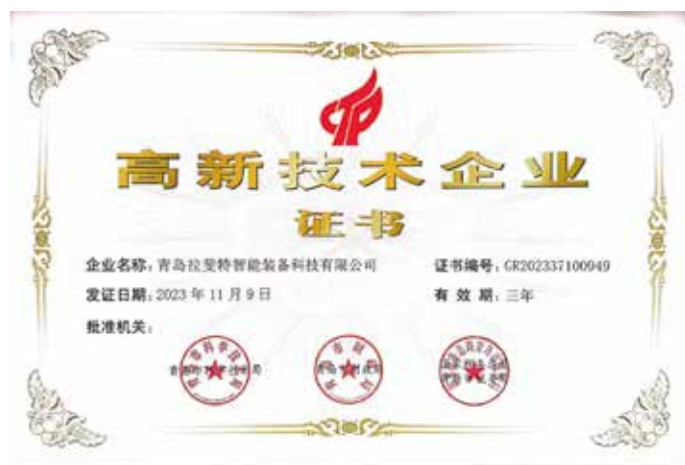 高新技术企业
证书
企业名称：青岛拉斐特智能装备科技有限公司 证书编号：GR202337100949
发证日期：2023年11月9日 有效期：三年
批准机关：